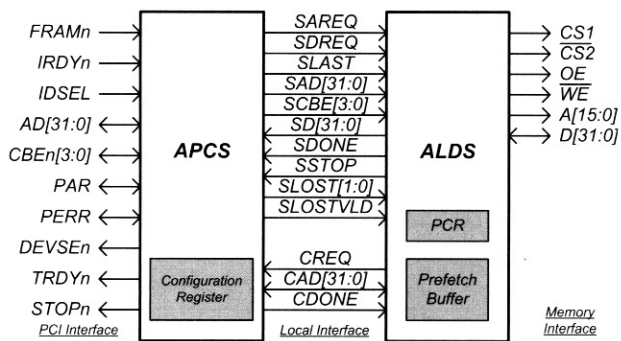 FRAMn
IRDYn
IDSEL
AD[31:0]
CBEn[3:0]
PAR
PERR
DEVSEn
TRDYn
STOPn
PCI Interface
APCS
Configuration
Register
SAREQ
SDREQ
SLAST
SAD[31:0]
SCBE[3:0]
SD[31:0]
SDONE
SSTOP
SLOST[1:0]
SLOSTVLD
CREQ
CAD[31:0]
CDONE
Local Interface
ALDS
PCR
Prefetch
Buffer
CS1
CS2
OE
WE
A[15:0]
D[31:0]
Memory
Interface